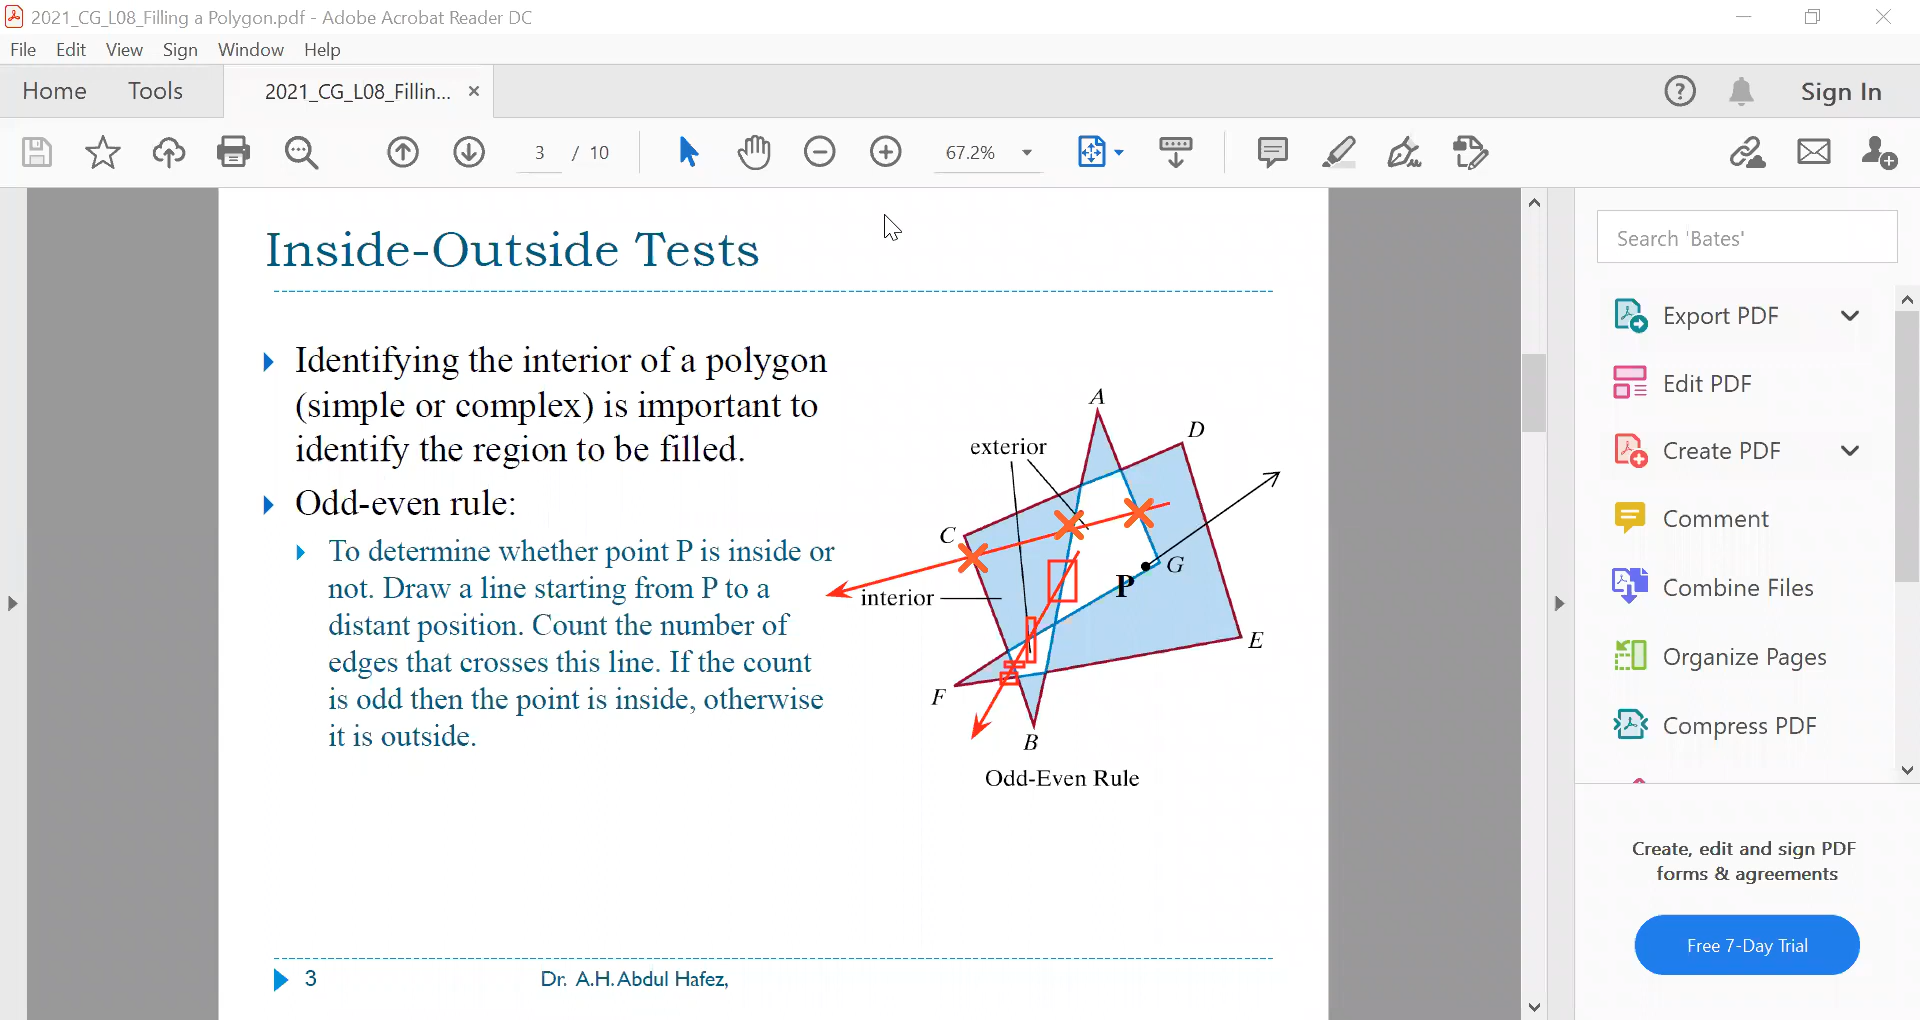 2021_CG_L08_Filling a Polygon.pdf - Adobe Acrobat Reader DC
File Edit View Sign Window Help
Home Tools 2021_CG_L08_Fillin... × Sign In
3 / 10 67.2%
Inside-Outside Tests
Identifying the interior of a polygon
(simple or complex) is important to
identify the region to be filled.
Odd-even rule:
To determine whether point P is inside or
not. Draw a line starting from P to a
distant position. Count the number of
edges that crosses this line. If the count
is odd then the point is inside, otherwise
it is outside.
A
D
exterior
C
G
P
interior
E
F
B
Odd-Even Rule
3 Dr. A.H.Abdul Hafez,
Search 'Bates'
Export PDF
Edit PDF
Create PDF
Comment
Combine Files
Organize Pages
Compress PDF
Create, edit and sign PDF
forms & agreements
Free 7-Day Trial